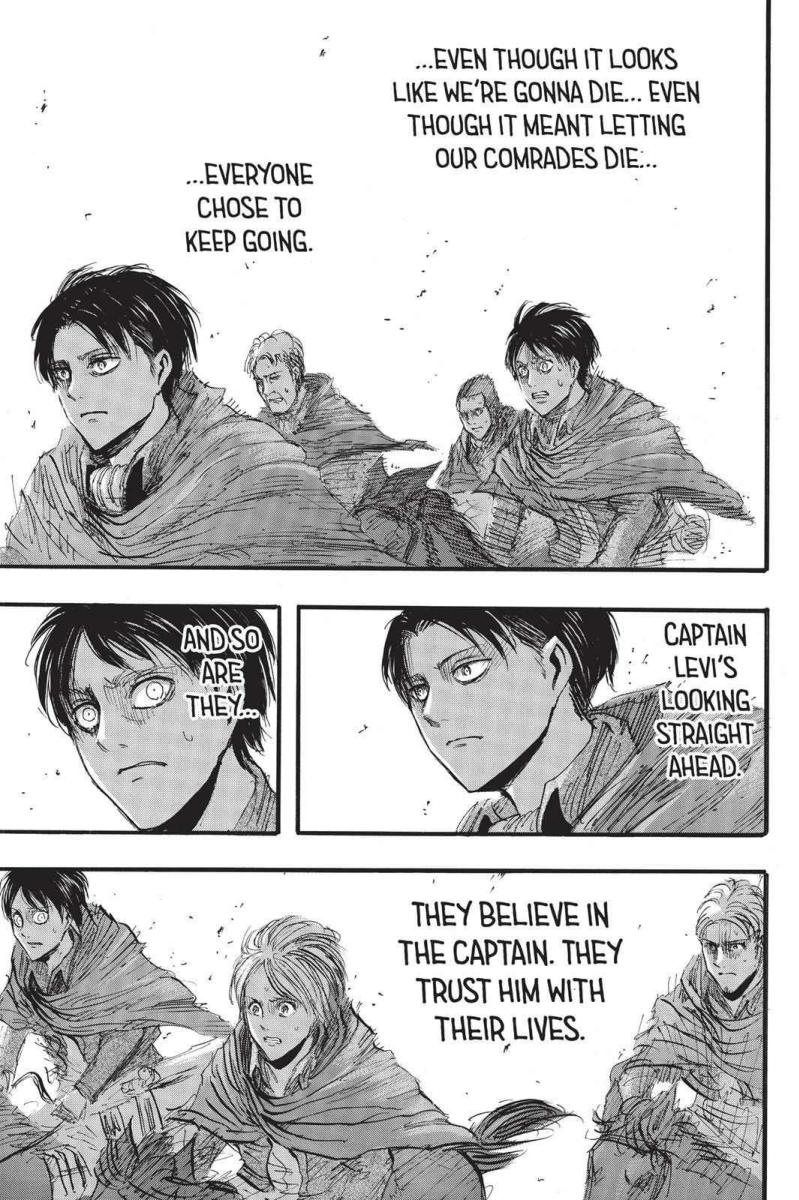 ...EVEN THOUGH IT LOOKS
LIKE WE'RE GONNA DIE... EVEN
THOUGH IT MEANT LETTING
OUR COMRADES DIE...
...EVERYONE
CHOSE TO
KEEP GOING.
CAPTAIN
LEVI'S
LOOKING
STRAIGHT
AHEAD.
AND SO
ARE
THEY...
THEY BELIEVE IN
THE CAPTAIN. THEY
TRUST HIM WITH
THEIR LIVES.